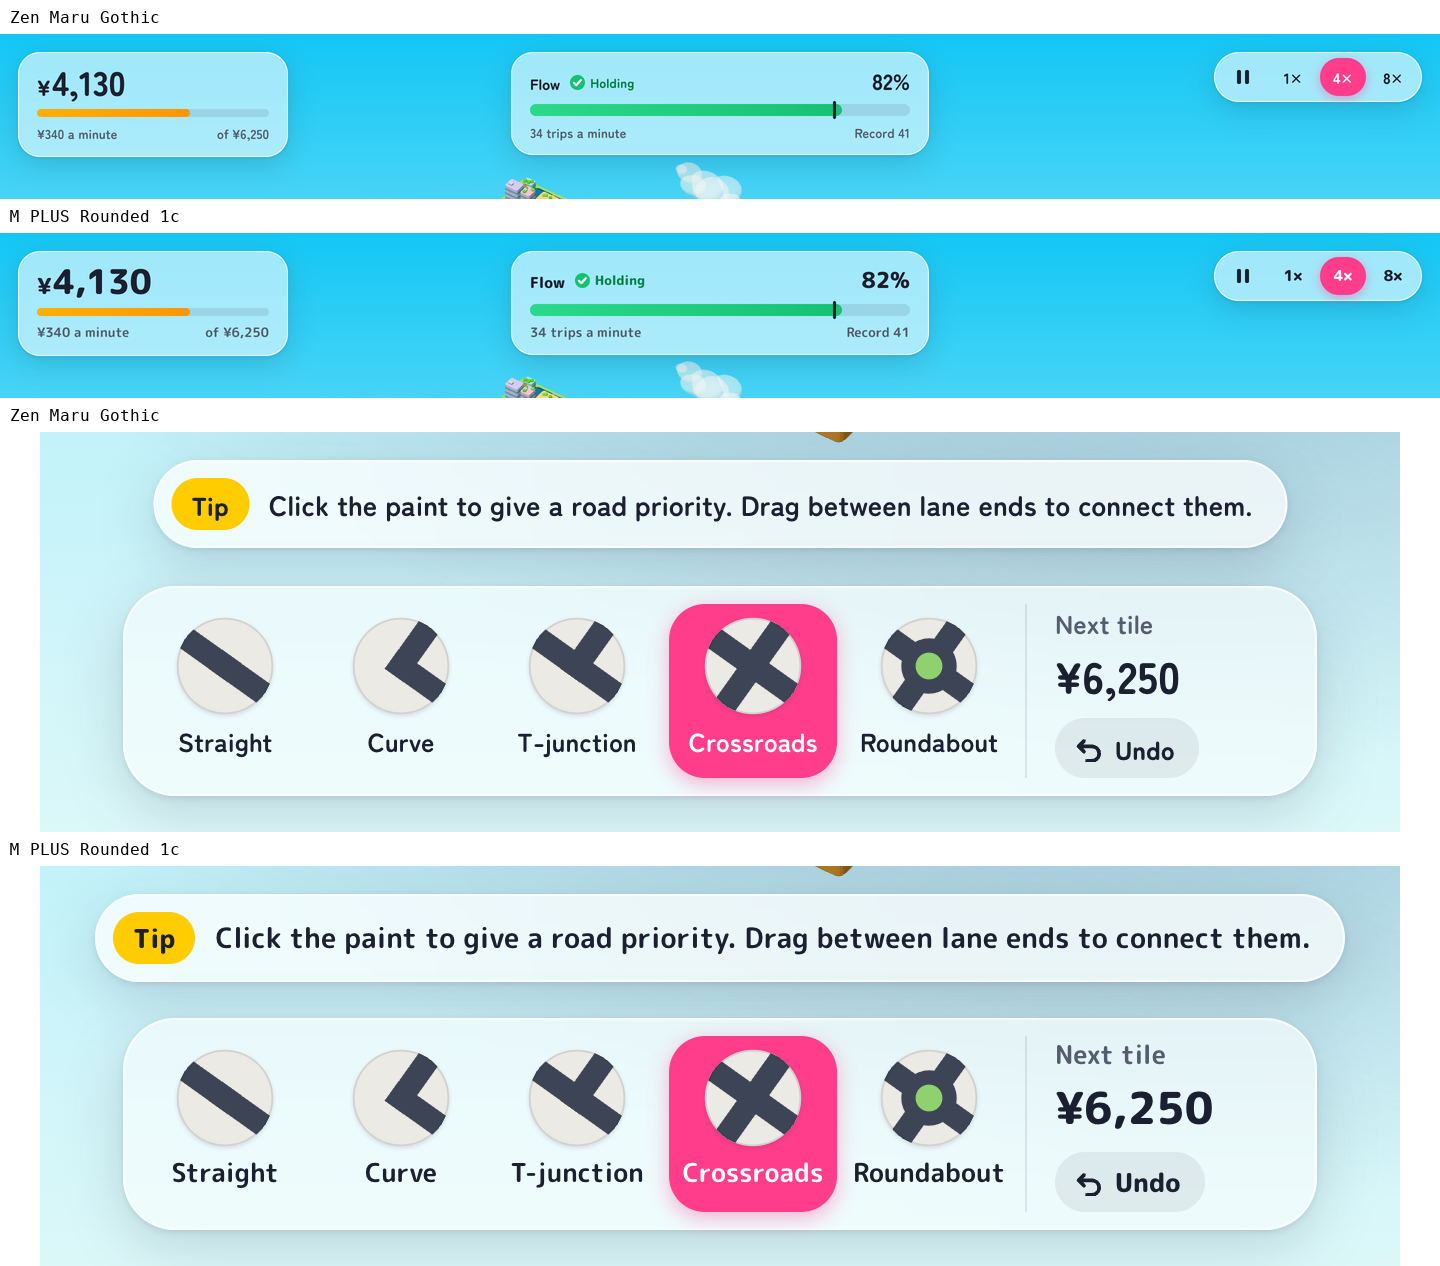 Zen Maru Gothic
¥4,130
¥340 a minute of ¥6,250
Flow Holding 82%
34 trips a minute Record 41
1× 4× 8×
M PLUS Rounded 1c
¥4,130
¥340 a minute of ¥6,250
Flow Holding 82%
34 trips a minute Record 41
1× 4× 8×
Zen Maru Gothic
Tip Click the paint to give a road priority. Drag between lane ends to connect them.
Straight Curve T-junction Crossroads Roundabout
Next tile
¥6,250
Undo
M PLUS Rounded 1c
Tip Click the paint to give a road priority. Drag between lane ends to connect them.
Straight Curve T-junction Crossroads Roundabout
Next tile
¥6,250
Undo